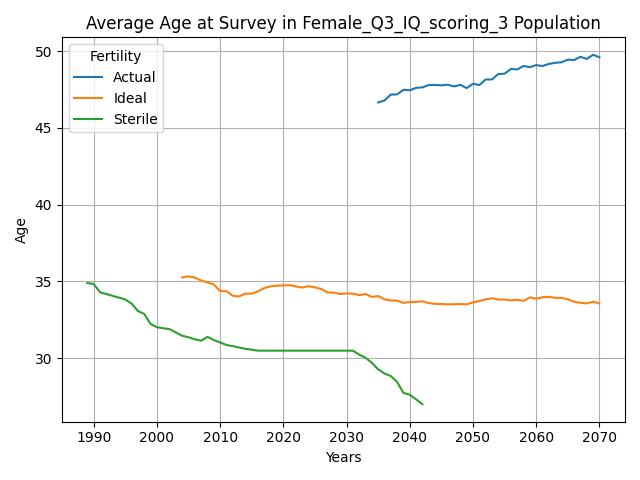 Average Age at Survey in Female_Q3_IQ_scoring_3 Population
Fertility
Actual
Ideal
Sterile
50
45
40
35
30
Age
1990 2000 2010 2020 2030 2040 2050 2060 2070
Years